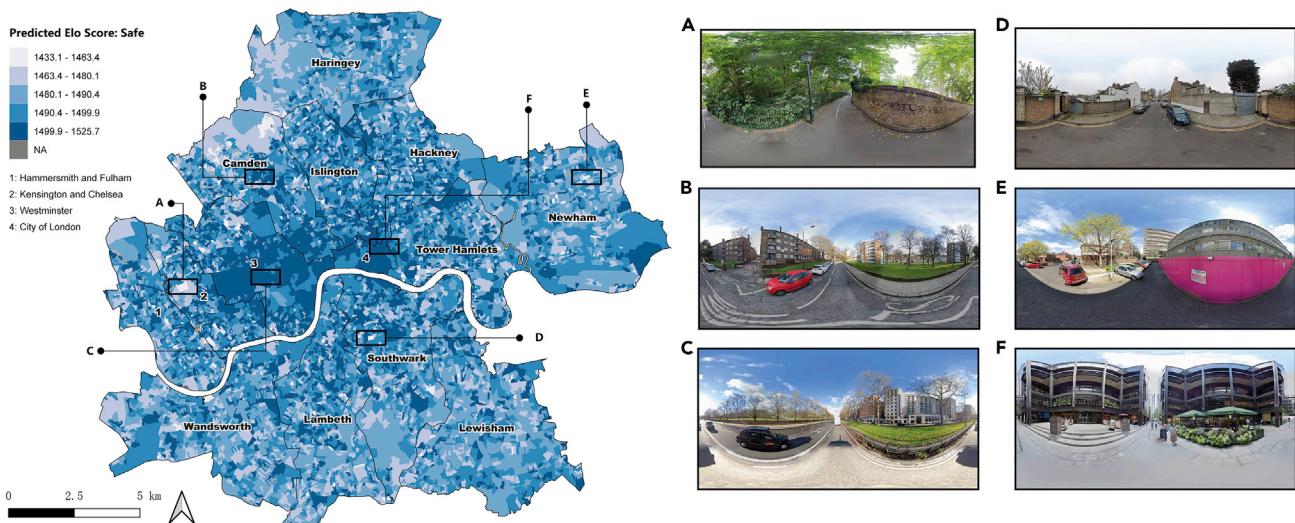 Predicted Elo Score: Safe
1433.1 - 1463.4
1463.4 - 1480.1
1480.1 - 1490.4
1490.4 - 1499.9
1499.9 - 1525.7
NA
1: Hammersmith and Fulham
2: Kensington and Chelsea
3: Westminster
4: City of London
Haringey
B
F
E
Camden
Islington
Hackney
A
Newham
4
Tower Hamlets
3
2
1
C
D
Southwark
Wandsworth
Lambeth
Lewisham
0 2.5 5 km
A
D
B
E
C
F